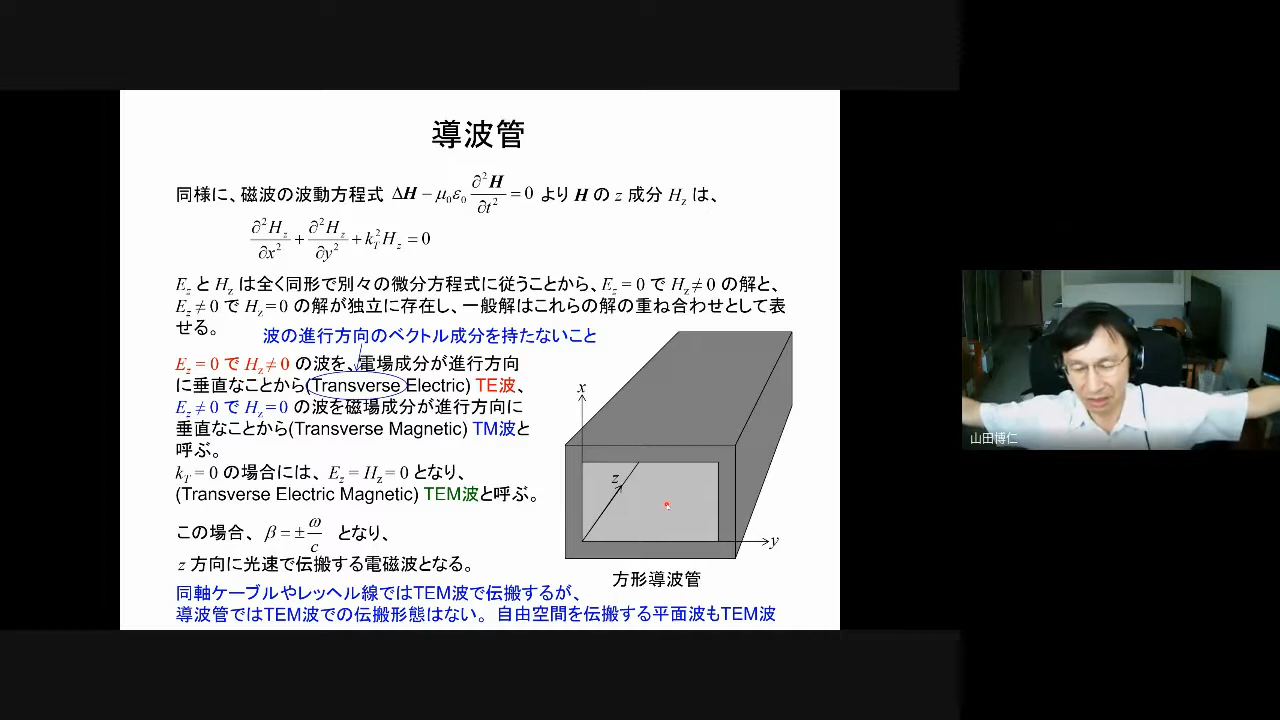 導波管
同様に、磁波の波動方程式 ΔH − μ₀ε₀ ∂²H/∂t² = 0 より H の z 成分 Hz は、
∂²Hz/∂x² + ∂²Hz/∂y² + kT²Hz = 0
Ez と Hz は全く同形で別々の微分方程式に従うことから、Ez = 0 で Hz ≠ 0 の解と、
Ez ≠ 0 で Hz = 0 の解が独立に存在し、一般解はこれらの解の重ね合わせとして表
せる。
波の進行方向のベクトル成分を持たないこと
Ez = 0 で Hz ≠ 0 の波を、電場成分が進行方向
に垂直なことから(Transverse Electric) TE波、
Ez ≠ 0 で Hz = 0 の波を磁場成分が進行方向に
垂直なことから(Transverse Magnetic) TM波と
呼ぶ。
kT = 0 の場合には、Ez = Hz = 0 となり、
(Transverse Electric Magnetic) TEM波と呼ぶ。
この場合、 β = ± ω/c となり、
z 方向に光速で伝搬する電磁波となる。
x
z
y
方形導波管
同軸ケーブルやレッヘル線ではTEM波で伝搬するが、
導波管ではTEM波での伝搬形態はない。自由空間を伝搬する平面波もTEM波
山田博仁